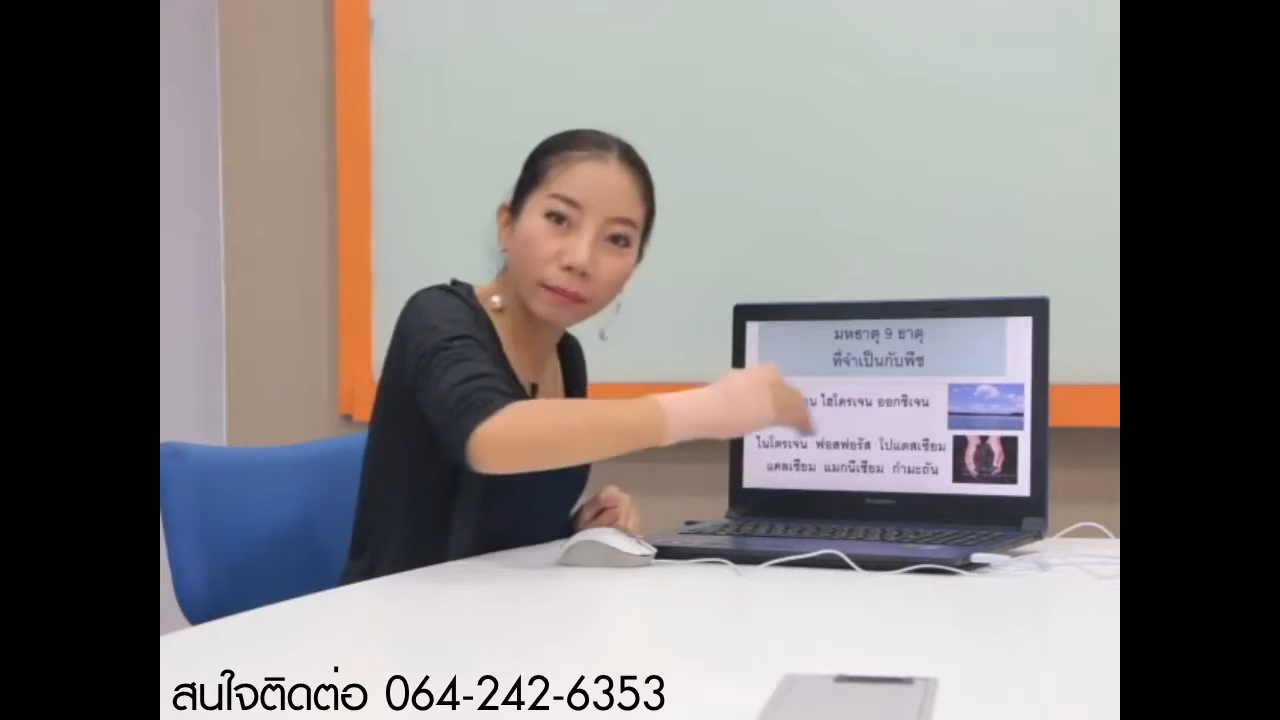 มหธาตุ 9 ธาตุ
ที่จำเป็นกับพืช
ไฮโดรเจน ออกซิเจน
ไนโตรเจน ฟอสฟอรัส โปแตสเซียม
แคลเซียม แมกนีเซียม กำมะถัน
สนใจติดต่อ 064-242-6353